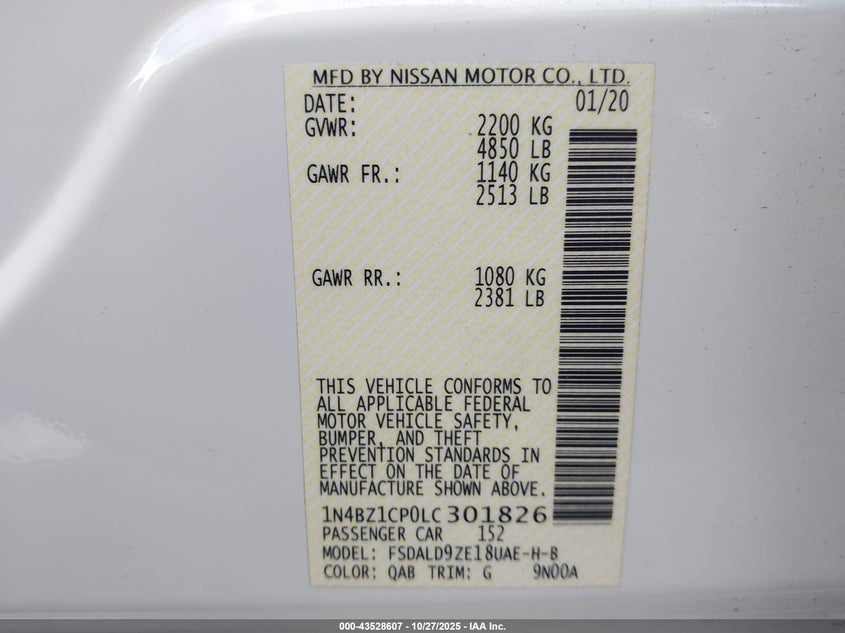 MFD BY NISSAN MOTOR CO., LTD.
DATE: 01/20
GVWR: 2200 KG
4850 LB
GAWR FR.: 1140 KG
2513 LB
GAWR RR.: 1080 KG
2381 LB
THIS VEHICLE CONFORMS TO
ALL APPLICABLE FEDERAL
MOTOR VEHICLE SAFETY,
BUMPER, AND THEFT
PREVENTION STANDARDS IN
EFFECT ON THE DATE OF
MANUFACTURE SHOWN ABOVE.
1N4BZ1CP0LC301826
PASSENGER CAR 152
MODEL: FSDALD9ZE18UAE-H-B
COLOR: QAB TRIM: G 9N00A
000-43528607 - 10/27/2025 - IAA Inc.